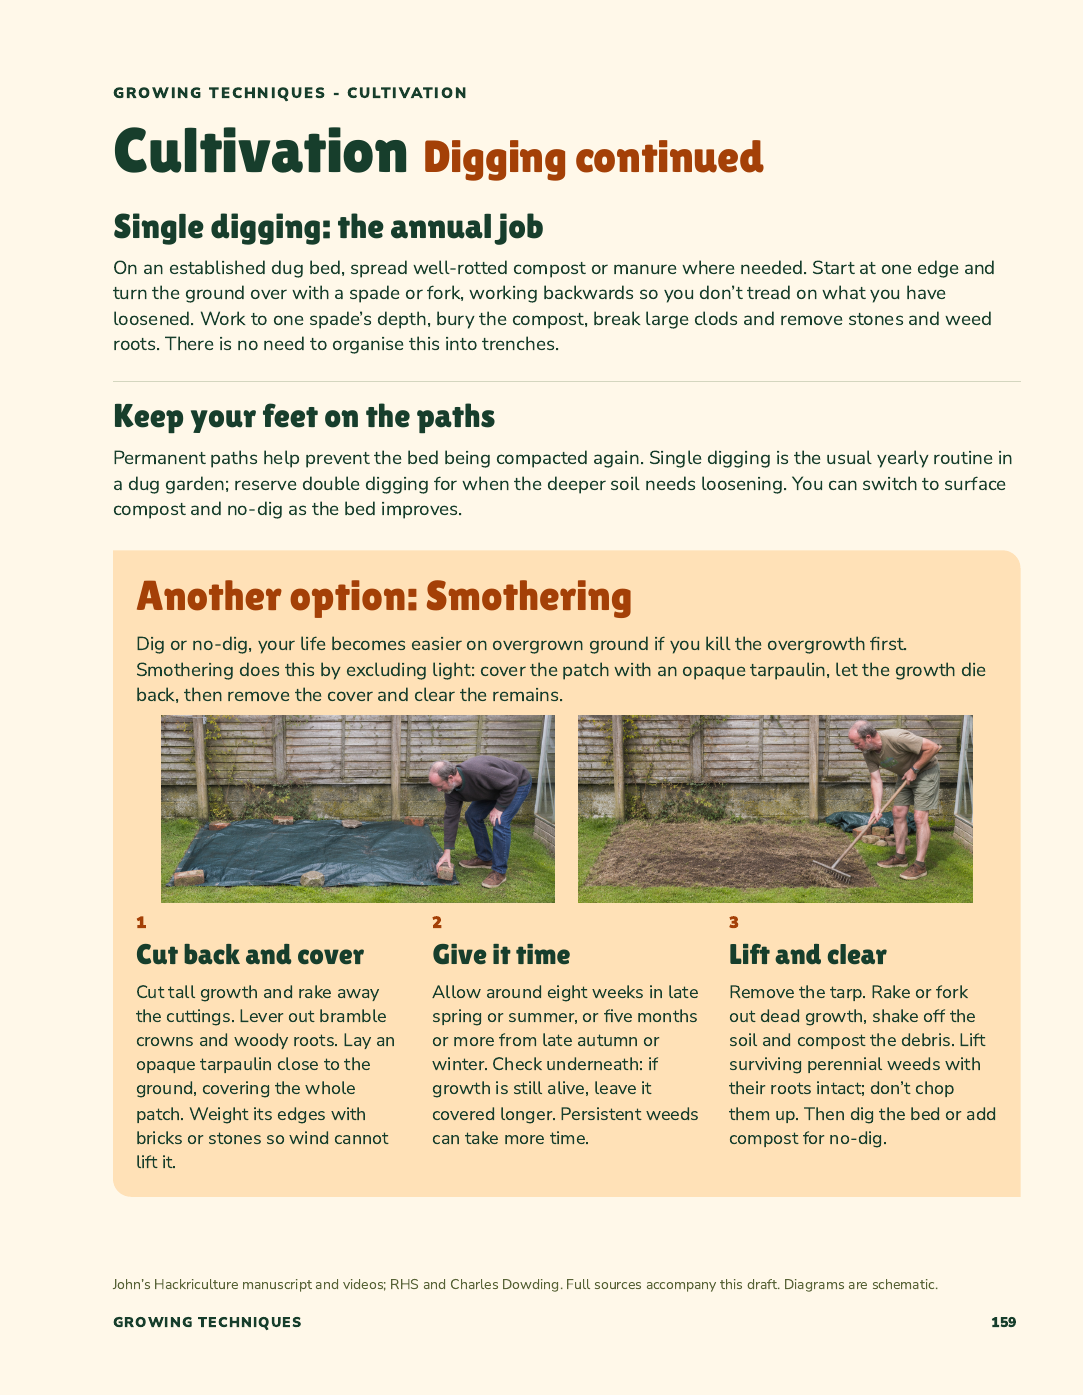 GROWING TECHNIQUES - CULTIVATION
Cultivation Digging continued
Single digging: the annual job
On an established dug bed, spread well-rotted compost or manure where needed. Start at one edge and
turn the ground over with a spade or fork, working backwards so you don’t tread on what you have
loosened. Work to one spade’s depth, bury the compost, break large clods and remove stones and weed
roots. There is no need to organise this into trenches.
Keep your feet on the paths
Permanent paths help prevent the bed being compacted again. Single digging is the usual yearly routine in
a dug garden; reserve double digging for when the deeper soil needs loosening. You can switch to surface
compost and no-dig as the bed improves.
Another option: Smothering
Dig or no-dig, your life becomes easier on overgrown ground if you kill the overgrowth first.
Smothering does this by excluding light: cover the patch with an opaque tarpaulin, let the growth die
back, then remove the cover and clear the remains.
1
Cut back and cover
Cut tall growth and rake away
the cuttings. Lever out bramble
crowns and woody roots. Lay an
opaque tarpaulin close to the
ground, covering the whole
patch. Weight its edges with
bricks or stones so wind cannot
lift it.
2
Give it time
Allow around eight weeks in late
spring or summer, or five months
or more from late autumn or
winter. Check underneath: if
growth is still alive, leave it
covered longer. Persistent weeds
can take more time.
3
Lift and clear
Remove the tarp. Rake or fork
out dead growth, shake off the
soil and compost the debris. Lift
surviving perennial weeds with
their roots intact; don’t chop
them up. Then dig the bed or add
compost for no-dig.
John’s Hackriculture manuscript and videos; RHS and Charles Dowding. Full sources accompany this draft. Diagrams are schematic.
GROWING TECHNIQUES
159